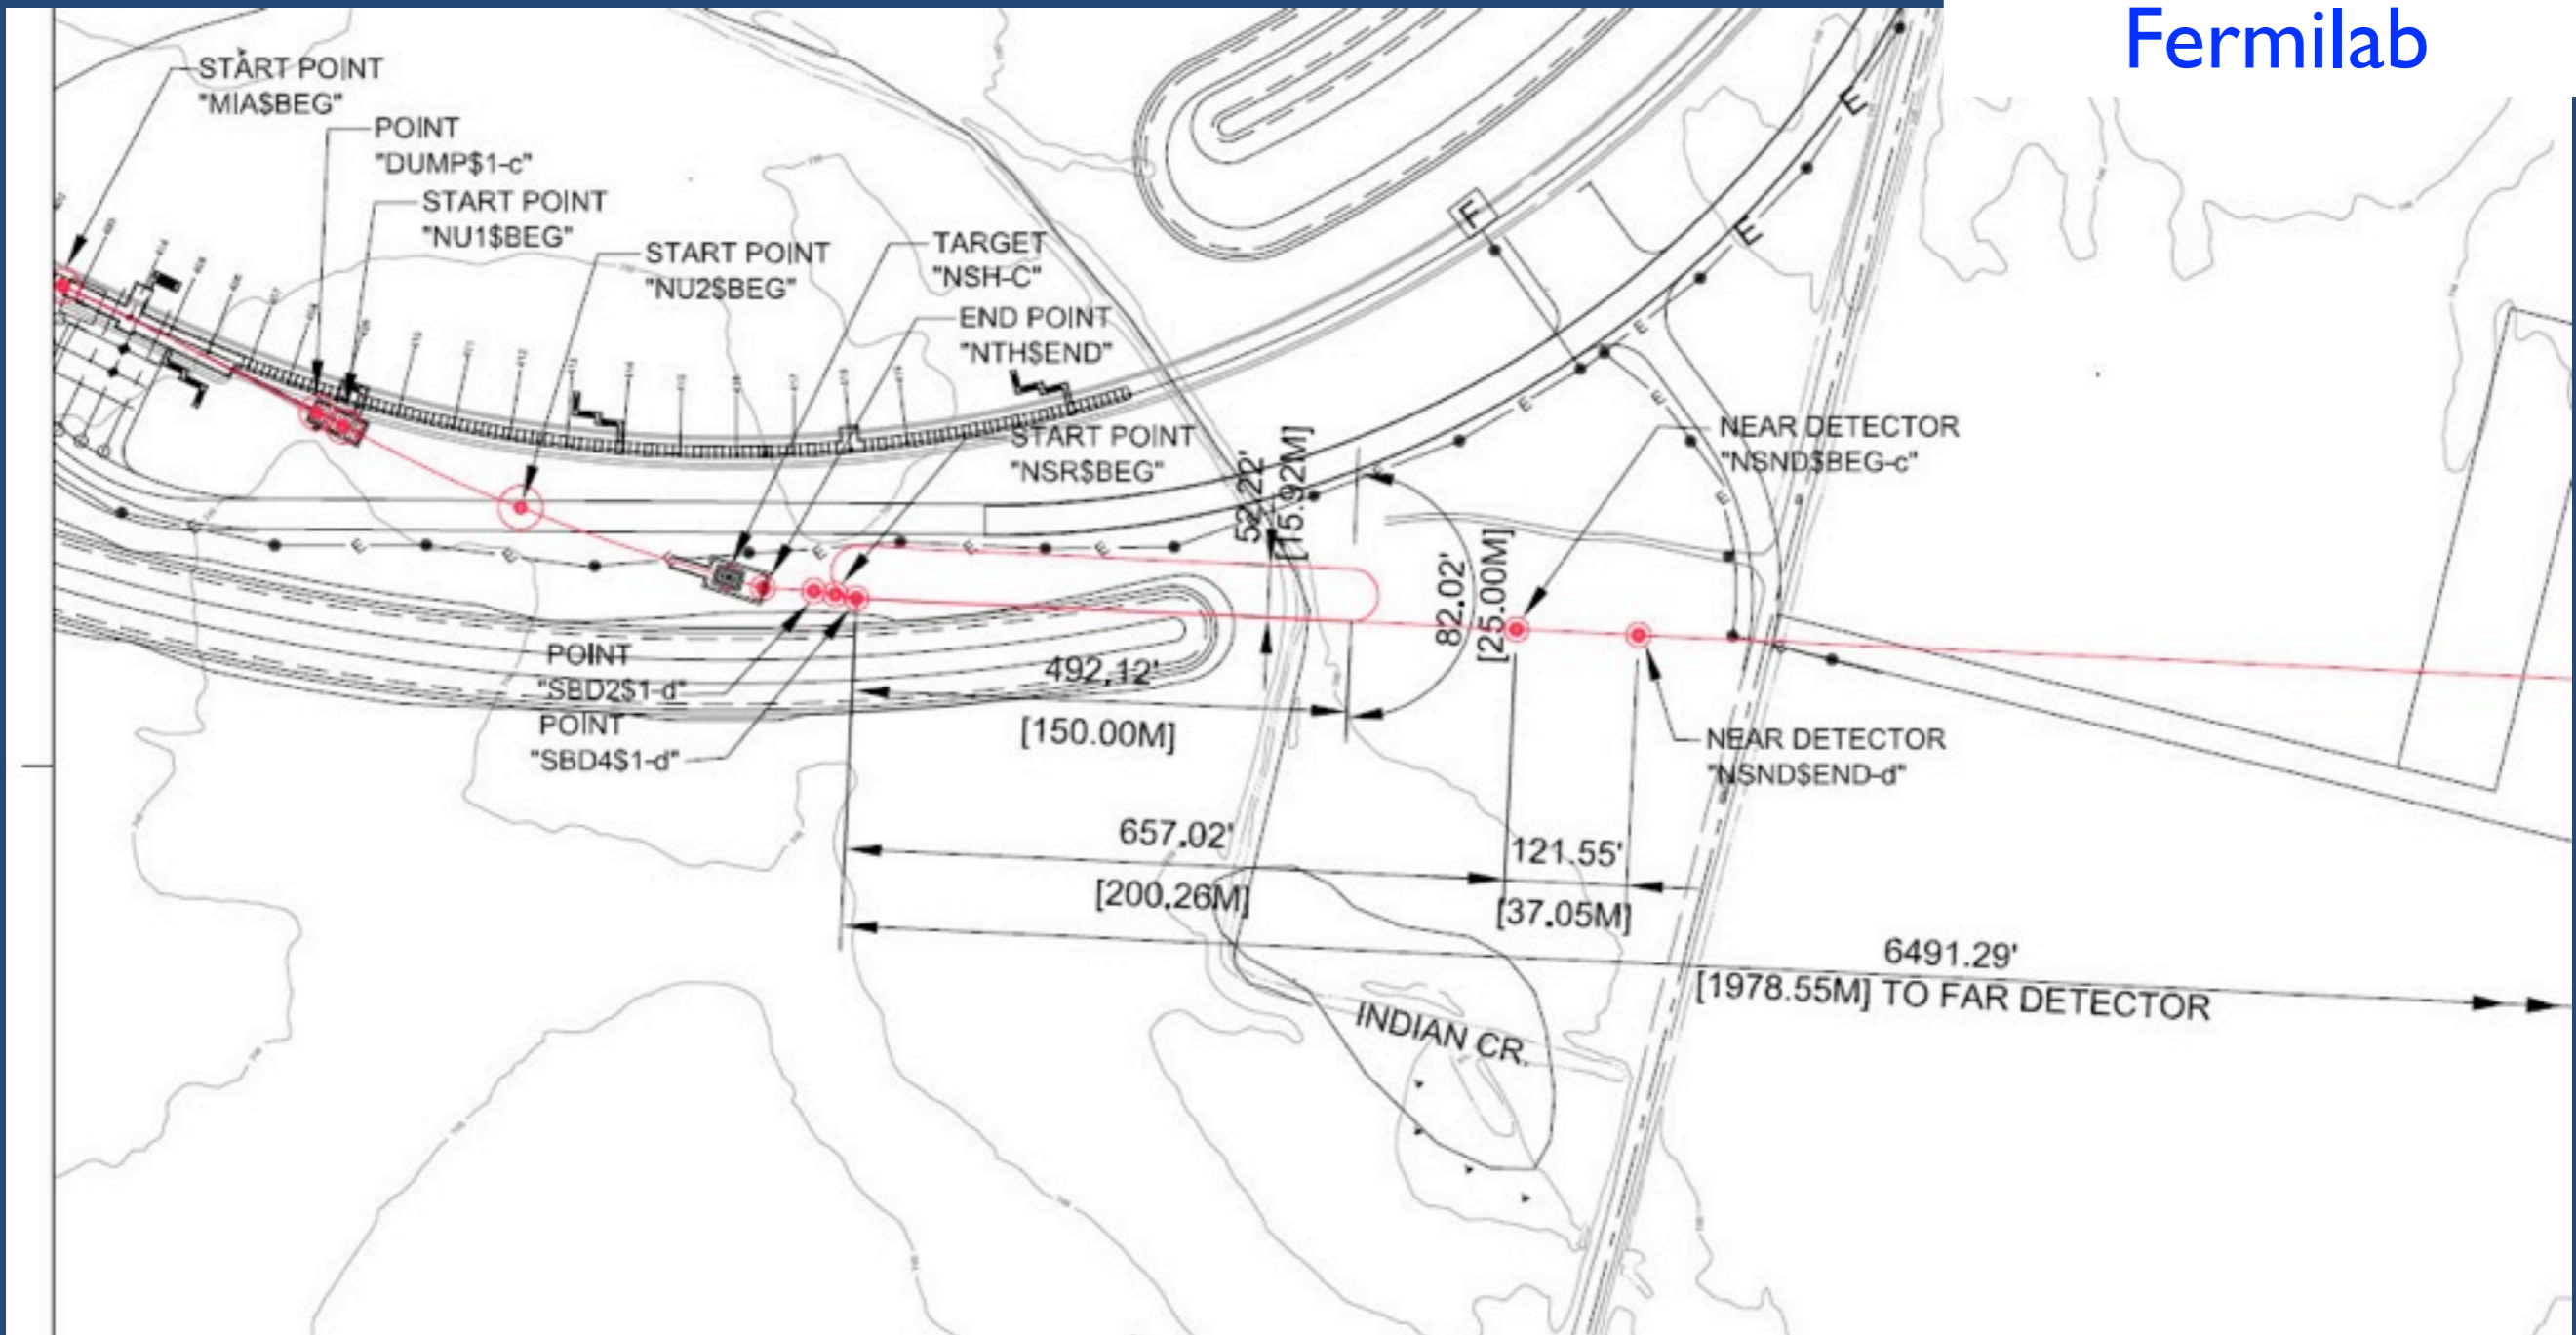 Fermilab
START POINT
"MIA$BEG"
POINT
"DUMP$1-c"
START POINT
"NU1$BEG"
START POINT
"NU2$BEG"
TARGET
"NSH-C"
END POINT
"NTH$END"
START POINT
"NSR$BEG"
F
E
E
E
E
E
E
E
E
E
E
E
E
NEAR DETECTOR
"NSND$BEG-c"
52.22'
[15.92M]
82.02'
[25.00M]
POINT
"SBD2$1-d"
POINT
"SBD4$1-d"
492.12'
[150.00M]
NEAR DETECTOR
"NSND$END-d"
657.02'
[200.26M]
121.55'
[37.05M]
6491.29'
[1978.55M] TO FAR DETECTOR
INDIAN CR.